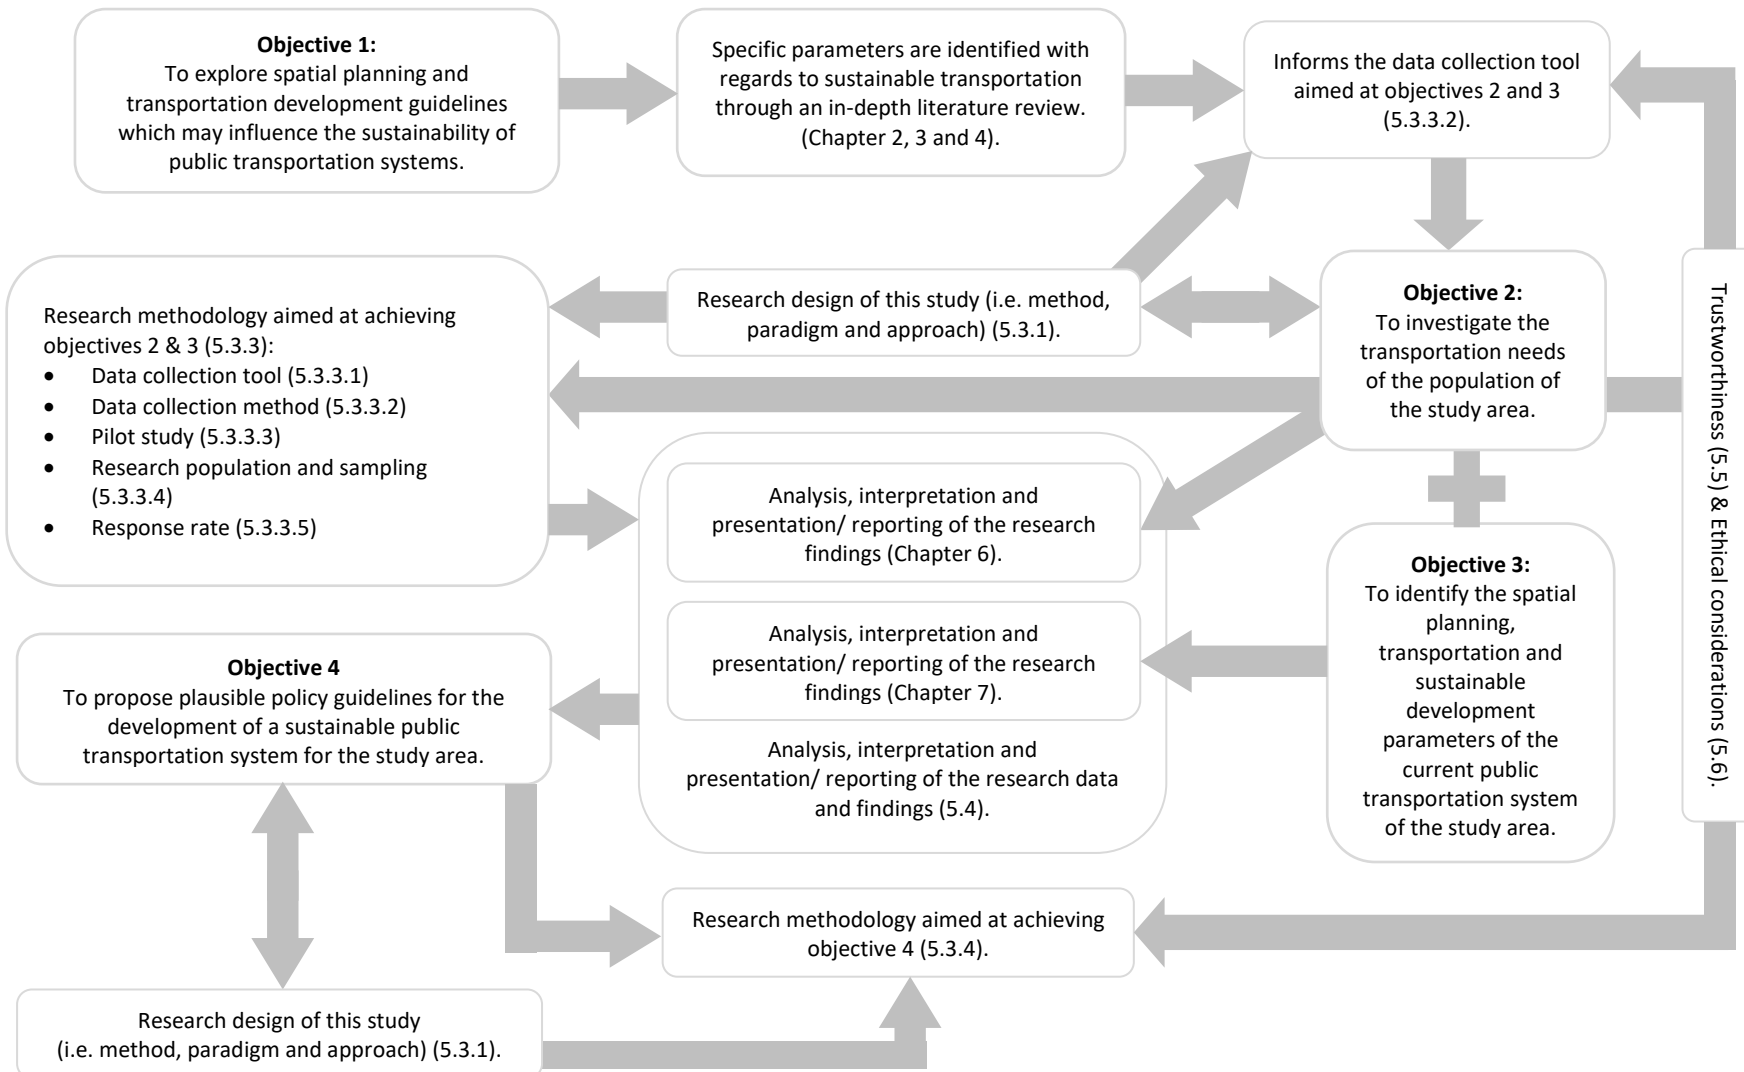 Objective 1:
To explore spatial planning and
transportation development guidelines
which may influence the sustainability of
public transportation systems.
Specific parameters are identified with
regards to sustainable transportation
through an in-depth literature review.
(Chapter 2, 3 and 4).
Informs the data collection tool
aimed at objectives 2 and 3
(5.3.3.2).
Research methodology aimed at achieving
objectives 2 & 3 (5.3.3):
• Data collection tool (5.3.3.1)
• Data collection method (5.3.3.2)
• Pilot study (5.3.3.3)
• Research population and sampling
(5.3.3.4)
• Response rate (5.3.3.5)
Research design of this study (i.e. method,
paradigm and approach) (5.3.1).
Objective 2:
To investigate the
transportation needs
of the population of
the study area.
Trustworthiness (5.5) & Ethical considerations (5.6).
Analysis, interpretation and
presentation/ reporting of the research
findings (Chapter 6).
Analysis, interpretation and
presentation/ reporting of the research
findings (Chapter 7).
Analysis, interpretation and
presentation/ reporting of the research data
and findings (5.4).
Objective 3:
To identify the spatial
planning,
transportation and
sustainable
development
parameters of the
current public
transportation system
of the study area.
Objective 4
To propose plausible policy guidelines for the
development of a sustainable public
transportation system for the study area.
Research methodology aimed at achieving
objective 4 (5.3.4).
Research design of this study
(i.e. method, paradigm and approach) (5.3.1).